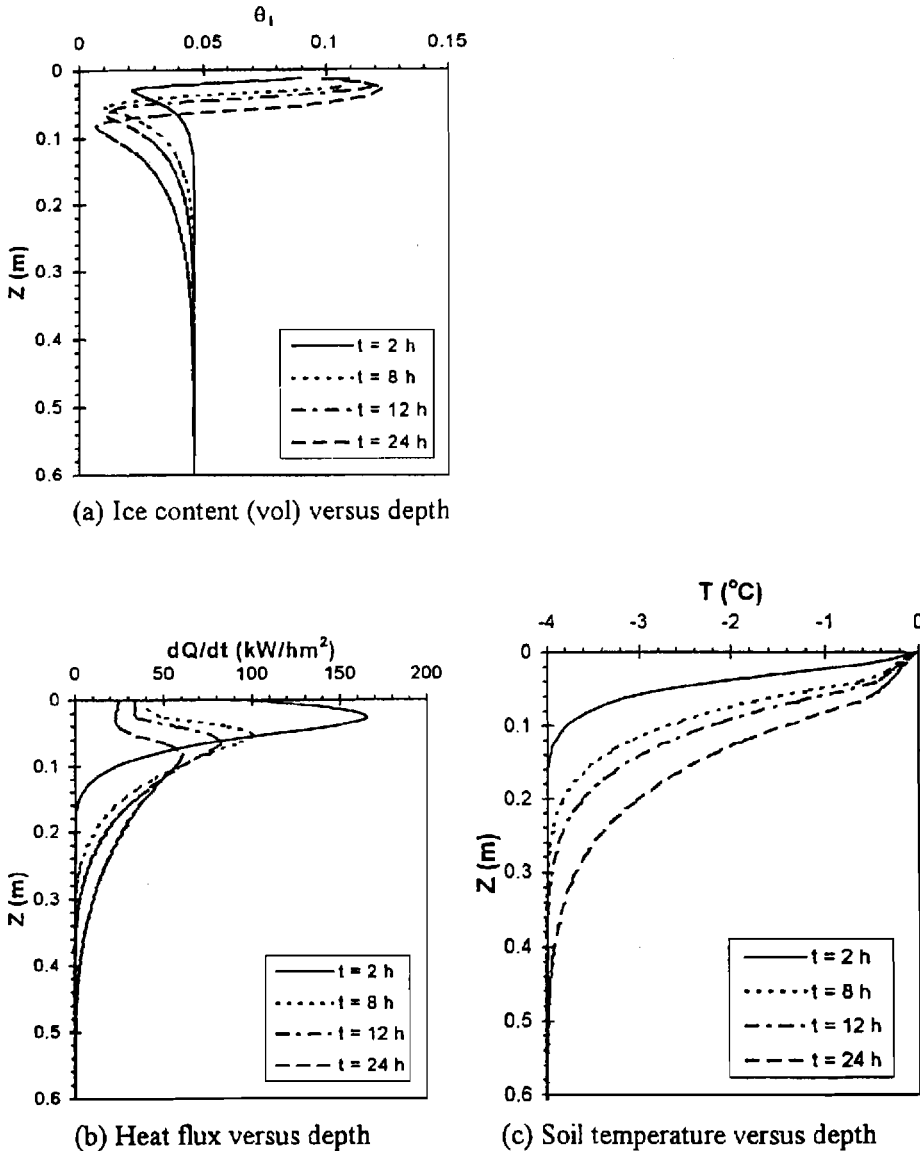 θI
0 0.05 0.1 0.15
0
0.1
0.2
0.3
0.4
0.5
0.6
Z (m)
t = 2 h
t = 8 h
t = 12 h
t = 24 h
(a) Ice content (vol) versus depth
dQ/dt (kW/hm²)
0 50 100 150 200
0
0.1
0.2
0.3
0.4
0.5
0.6
Z (m)
t = 2 h
t = 8 h
t = 12 h
t = 24 h
(b) Heat flux versus depth
T (°C)
-4 -3 -2 -1 0
0
0.1
0.2
0.3
0.4
0.5
0.6
Z (m)
t = 2 h
t = 8 h
t = 12 h
t = 24 h
(c) Soil temperature versus depth